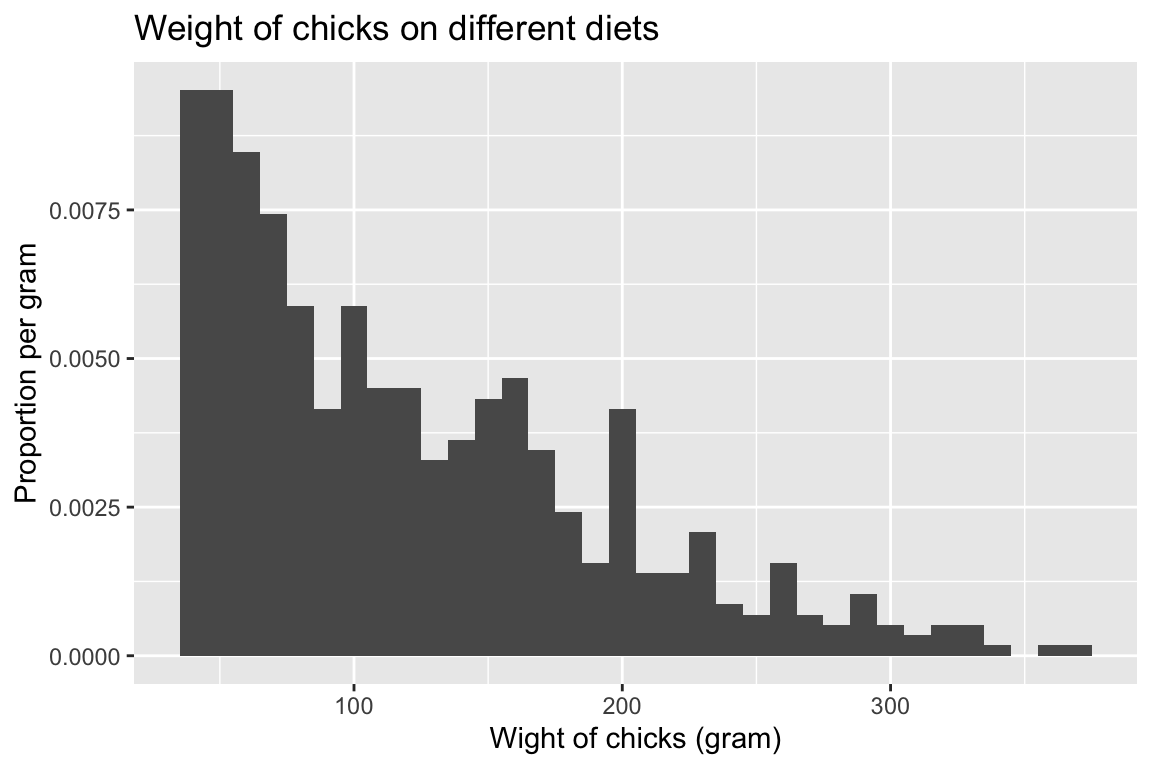 Weight of chicks on different diets
Proportion per gram
0.0075
0.0050
0.0025
0.0000
100 200 300
Wight of chicks (gram)